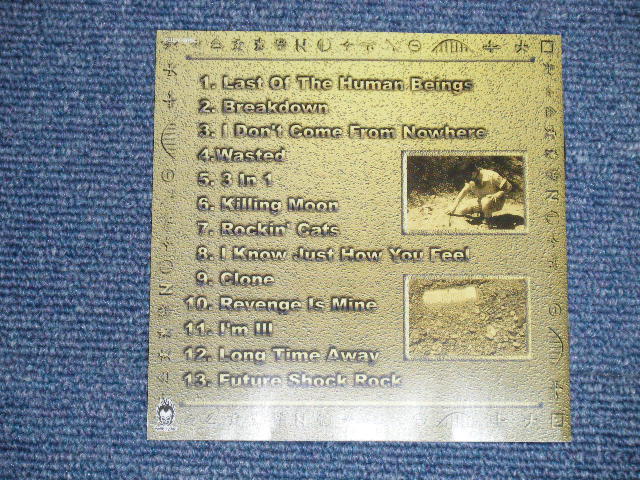 1. Last Of The Human Beings
2. Breakdown
3. I Don't Come From Nowhere
4.Wasted
5. 3 In 1
6. Killing Moon
7. Rockin' Cats
8. I Know Just How You Feel
9. Clone
10. Revenge Is Mine
11. I'm Ill
12. Long Time Away
13. Future Shock Rock